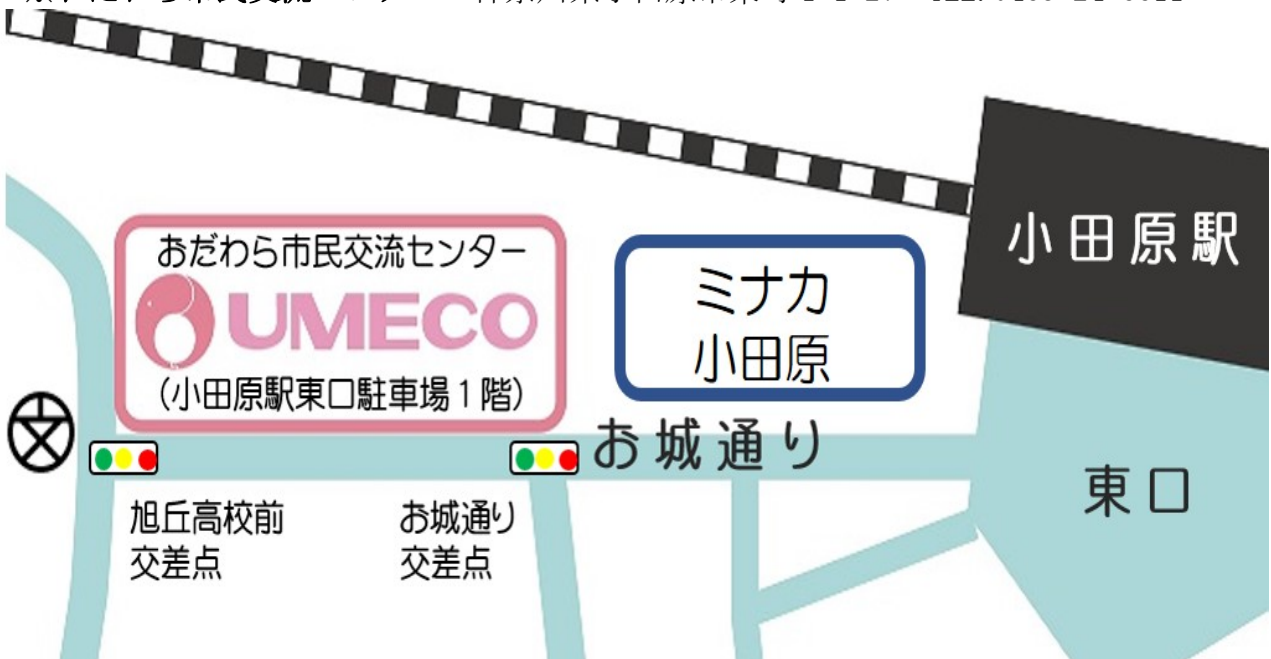 小田原駅
おだわら市民交流センター
UMECO
(小田原駅東口駐車場1階)
ミナカ
小田原
お城通り
東口
旭丘高校前
交差点
お城通り
交差点